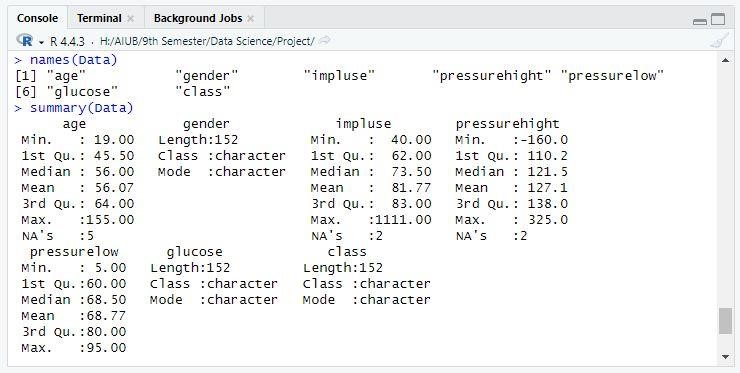 Console Terminal × Background Jobs ×
R 4.4.3 · H:/AIUB/9th Semester/Data Science/Project/
> names(Data)
[1] "age" "gender" "impluse" "pressurehight" "pressurelow"
[6] "glucose" "class"
> summary(Data)
age gender impluse pressurehight
Min. : 19.00 Length:152 Min. : 40.00 Min. :-160.0
1st Qu.: 45.50 Class :character 1st Qu.: 62.00 1st Qu.: 110.2
Median : 56.00 Mode :character Median : 73.50 Median : 121.5
Mean : 56.07 Mean : 81.77 Mean : 127.1
3rd Qu.: 64.00 3rd Qu.: 83.00 3rd Qu.: 138.0
Max. :155.00 Max. :1111.00 Max. : 325.0
NA's :5 NA's :2 NA's :2
pressurelow glucose class
Min. : 5.00 Length:152 Length:152
1st Qu.:60.00 Class :character Class :character
Median :68.50 Mode :character Mode :character
Mean :68.77
3rd Qu.:80.00
Max. :95.00